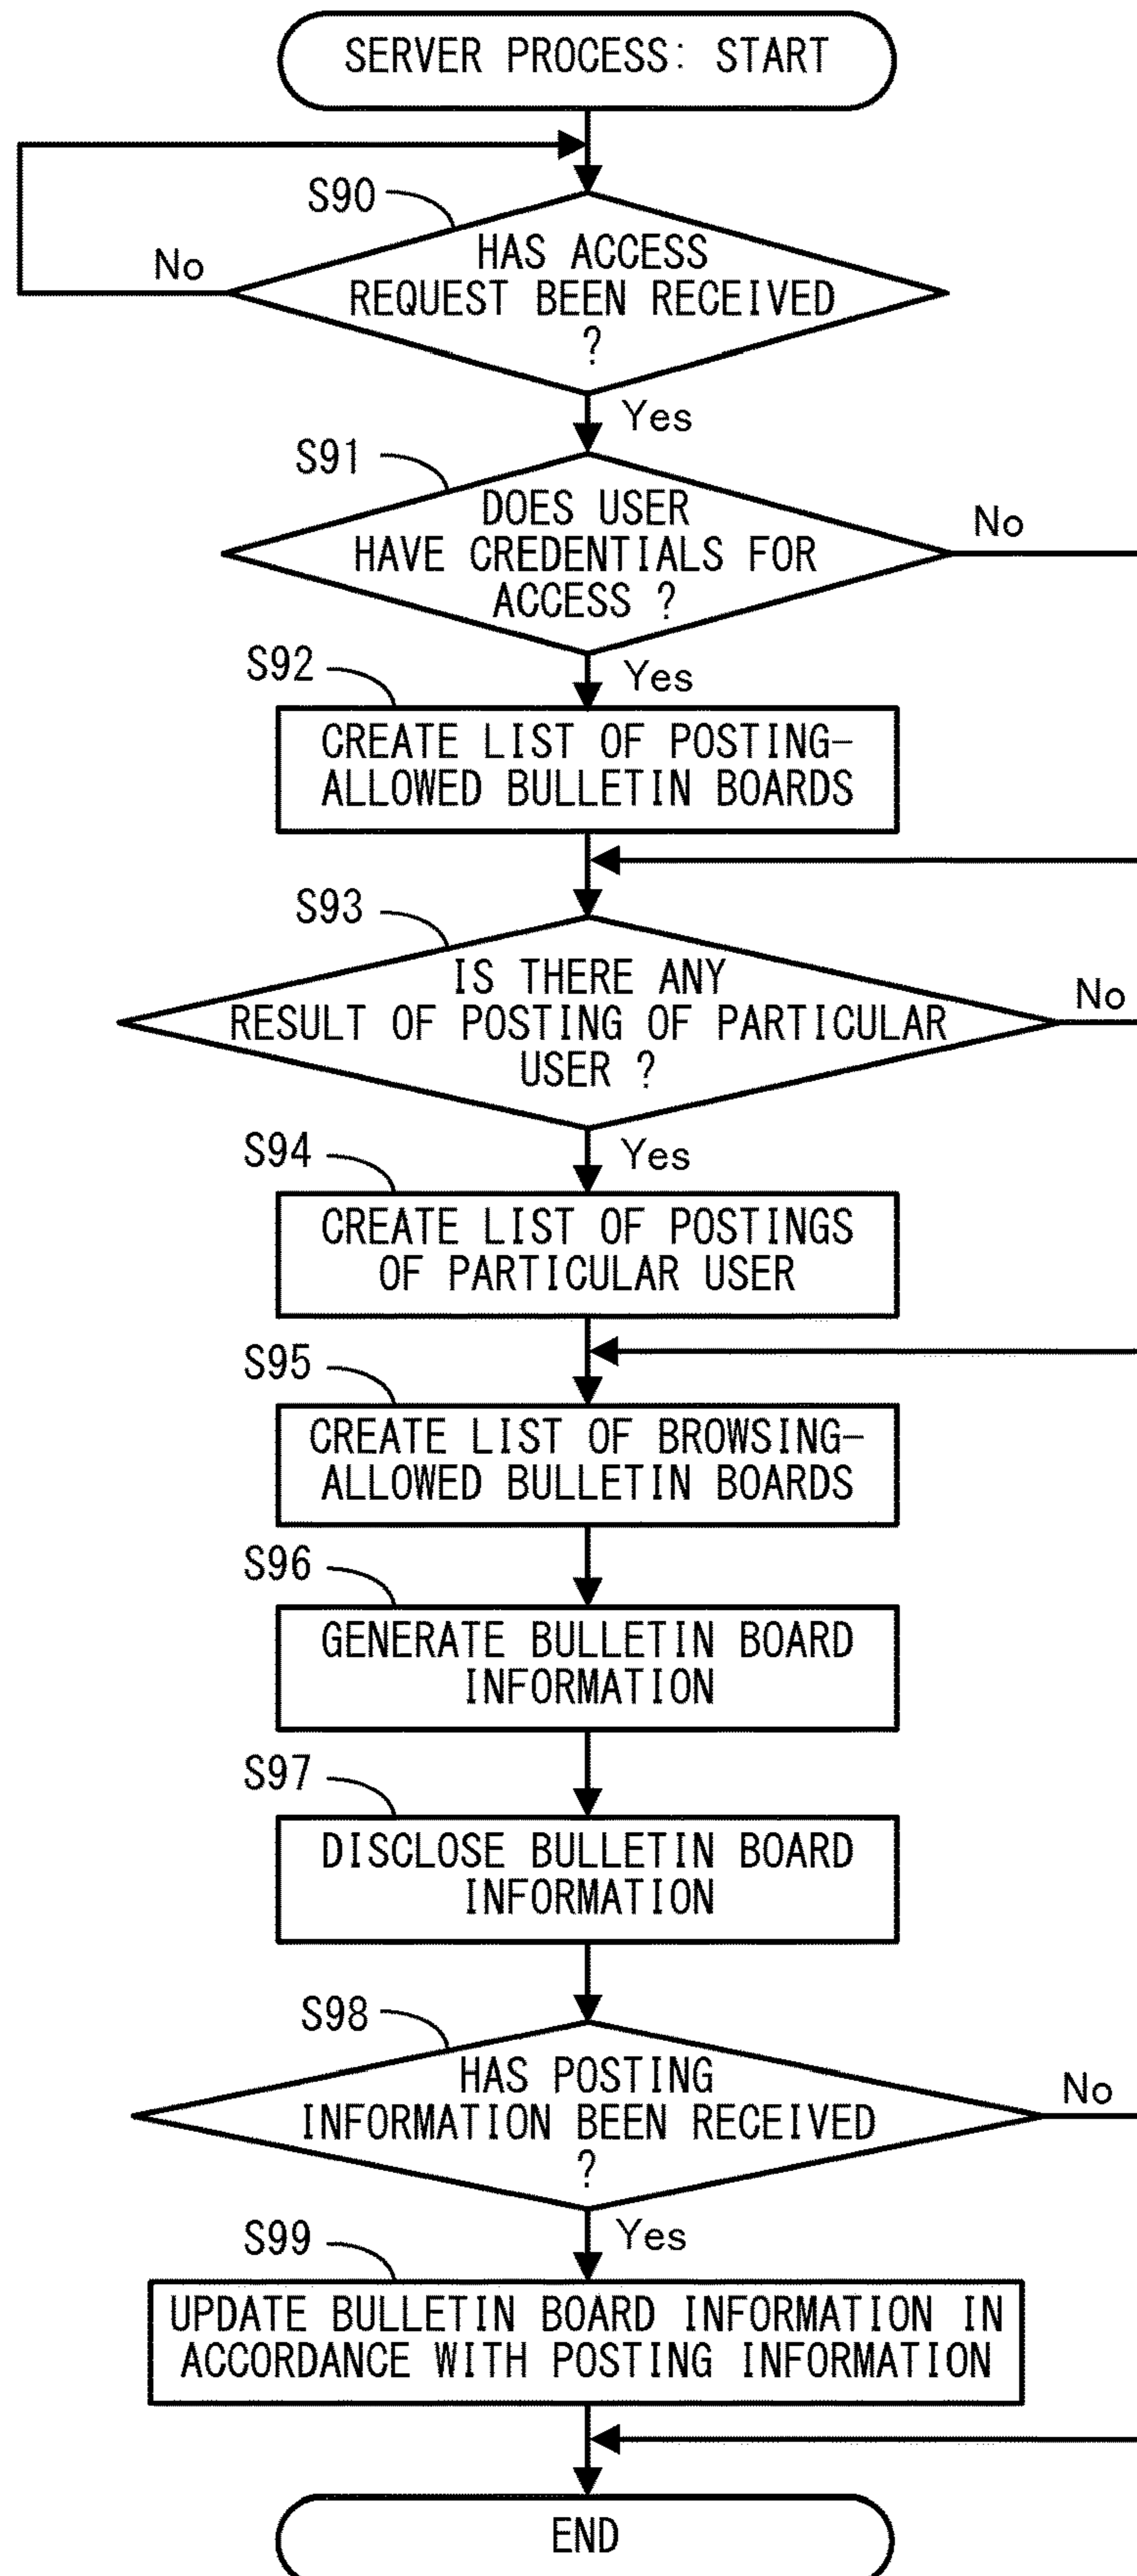 SERVER PROCESS: START
S90
HAS ACCESS
REQUEST BEEN RECEIVED
?
No
Yes
S91
DOES USER
HAVE CREDENTIALS FOR
ACCESS ?
No
Yes
S92
CREATE LIST OF POSTING-
ALLOWED BULLETIN BOARDS
S93
IS THERE ANY
RESULT OF POSTING OF PARTICULAR
USER ?
No
Yes
S94
CREATE LIST OF POSTINGS
OF PARTICULAR USER
S95
CREATE LIST OF BROWSING-
ALLOWED BULLETIN BOARDS
S96
GENERATE BULLETIN BOARD
INFORMATION
S97
DISCLOSE BULLETIN BOARD
INFORMATION
S98
HAS POSTING
INFORMATION BEEN RECEIVED
?
No
Yes
S99
UPDATE BULLETIN BOARD INFORMATION IN
ACCORDANCE WITH POSTING INFORMATION
END